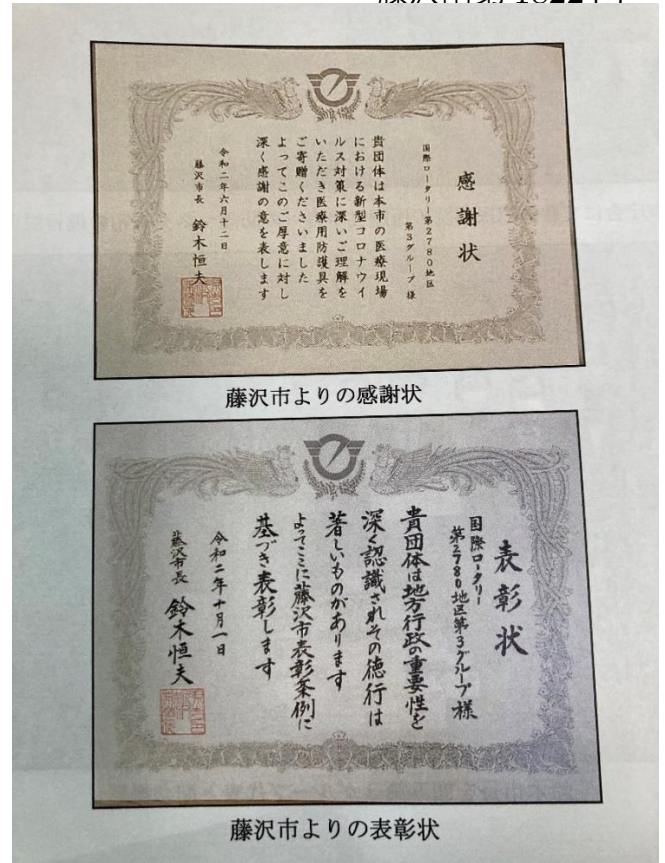 感謝状
国際ロータリー第2780地区
第3グループ 様
貴団体は本市の医療現場
における新型コロナウイ
ルス対策に深いご理解を
いただき医療用防護具を
ご寄贈くださいました
よってこのご厚意に対し
深く感謝の意を表します
令和二年六月十二日
藤沢市長 鈴木恒夫
藤沢市よりの感謝状
表彰状
国際ロータリー
第2780地区第3グループ様
貴団体は地方行政の重要性を
深く認識されその徳行は
著しいものがあります
よってここに藤沢市表彰条例に
基づき表彰します
令和二年十月一日
藤沢市長 鈴木恒夫
藤沢市よりの表彰状